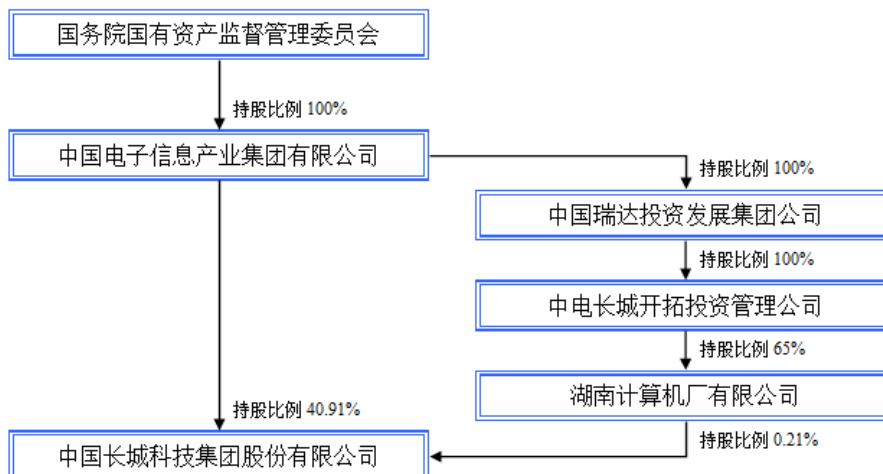 国务院国有资产监督管理委员会
持股比例 100%
中国电子信息产业集团有限公司
持股比例 100%
中国瑞达投资发展集团公司
持股比例 100%
中电长城开拓投资管理公司
持股比例 65%
湖南计算机厂有限公司
持股比例 40.91%
持股比例 0.21%
中国长城科技集团股份有限公司